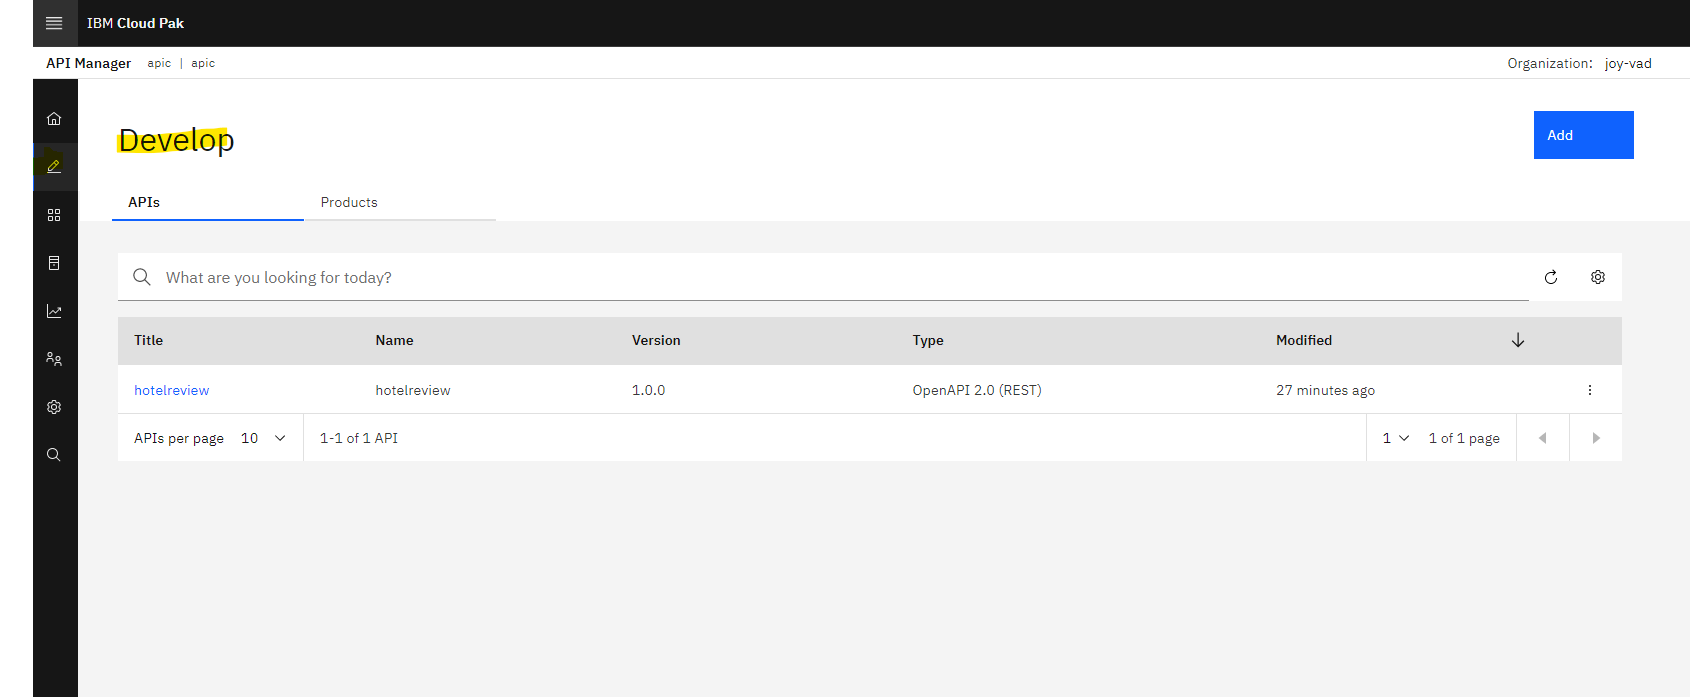 IBM Cloud Pak
API Manager apic | apic Organization: joy-vad
Develop
Add
APIs Products
What are you looking for today?
Title Name Version Type Modified
hotelreview hotelreview 1.0.0 OpenAPI 2.0 (REST) 27 minutes ago
APIs per page 10 1-1 of 1 API 1 1 of 1 page